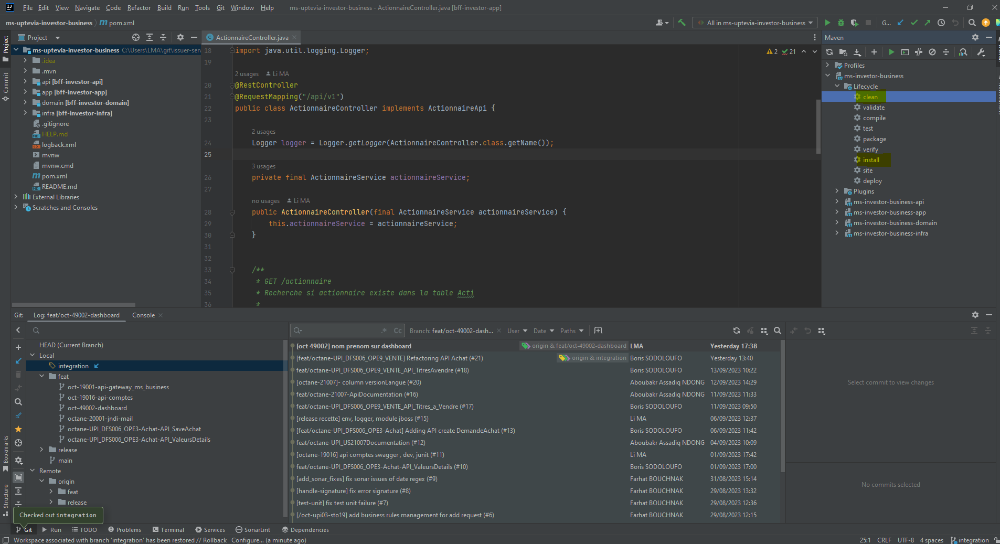 File Edit View Navigate Code Refactor Build Run Tools Git Window Help ms-uptevia-investor-business - ActionnaireController.java [bff-investor-app]
ms-uptevia-investor-business pom.xml
All in ms-uptevia-investor-business
G...
Project
Commit
Bookmarks
Structure
Project
ms-uptevia-investor-business C:\Users\LMA\git\issuer-serv
.idea
.mvn
api [bff-investor-api]
app [bff-investor-app]
domain [bff-investor-domain]
infra [bff-investor-infra]
.gitignore
HELP.md
logback.xml
mvnw
mvnw.cmd
pom.xml
README.md
External Libraries
Scratches and Consoles
ActionnaireController.java
2 21
18 import java.util.logging.Logger;
19
2 usages Li MA
20 @RestController
21 @RequestMapping("/api/v1")
22 public class ActionnaireController implements ActionnaireApi {
23
2 usages
24 Logger logger = Logger.getLogger(ActionnaireController.class.getName());
25
3 usages
26 private final ActionnaireService actionnaireService;
27
no usages Li MA
28 public ActionnaireController(final ActionnaireService actionnaireService) {
29 this.actionnaireService = actionnaireService;
30 }
31
32
33 /**
34 * GET /actionnaire
35 * Recherche si actionnaire existe dans la table Acti
36 *
Maven
Profiles
ms-investor-business
Lifecycle
clean
validate
compile
test
package
verify
install
site
deploy
Plugins
ms-investor-business-api
ms-investor-business-app
ms-investor-business-domain
ms-investor-business-infra
Git: Log: feat/oct-49002-dashboard Console
HEAD (Current Branch)
Local
integration
feat
oct-19001-api-gateway_ms_business
oct-19016-api-comptes
oct-49002-dashboard
octane-20001-jndi-mail
octane-UPI_DFS006_OPE3-Achat-API_SaveAchat
octane-UPI_DFS006_OPE3-Achat-API_ValeursDetails
release
main
Remote
origin
feat
release
Checked out integration
.* Cc Branch: feat/oct-49002-dash... User Date Paths
[oct 49002] nom prenom sur dashboard origin & feat/oct-49002-dashboard LMA Yesterday 17:38
[feat/octane-UPI_DFS006_OPE9_VENTE] Refactoring API Achat (#21) origin & integration Boris SODOLOUFO Yesterday 13:40
feat/octane-UPI_DFS006_OPE9_VENTE_API_TitresAvendre (#18) Boris SODOLOUFO 13/09/2023 10:22
[octane-21007]- column versionLangue (#20) Aboubakr Assadiq NDONG 12/09/2023 14:29
feat/octane-21007-ApiDocumentation (#16) Aboubakr Assadiq NDONG 11/09/2023 11:33
feat/octane-UPI_DFS006_OPE9_VENTE_API_Titres_a_Vendre (#17) Boris SODOLOUFO 11/09/2023 09:50
[release recette] env, logger, module jboss (#15) Li MA 06/09/2023 12:37
[feat/octane-UPI_DFS006_OPE3-Achat] Adding API create DemandeAchat (#13) Boris SODOLOUFO 06/09/2023 11:42
feat/octane-UPI_US21007Documentation (#12) Aboubakr Assadiq NDONG 04/09/2023 10:09
[octane-19016] api comptes swagger , dev, junit (#11) Li MA 01/09/2023 17:42
feat/octane-UPI_DFS006_OPE3-Achat-API_ValeursDetails (#10) Boris SODOLOUFO 01/09/2023 17:00
[add_sonar_fixes] fix sonar issues of date regex (#9) Farhat BOUCHNAK 31/08/2023 15:14
[handle-signature] fix error signature (#8) Farhat BOUCHNAK 29/08/2023 13:32
[test-unit] fix test unit failure (#7) Farhat BOUCHNAK 29/08/2023 12:36
[/oct-upi03-sto19] add business rules management for add request (#6) Farhat BOUCHNAK 29/08/2023 12:15
Select commit to view changes
No commits selected
Git Run TODO Problems Terminal Services SonarLint Dependencies
Workspace associated with branch 'integration' has been restored // Rollback Configure... (a minute ago) 25:1 CRLF UTF-8 4 spaces integration